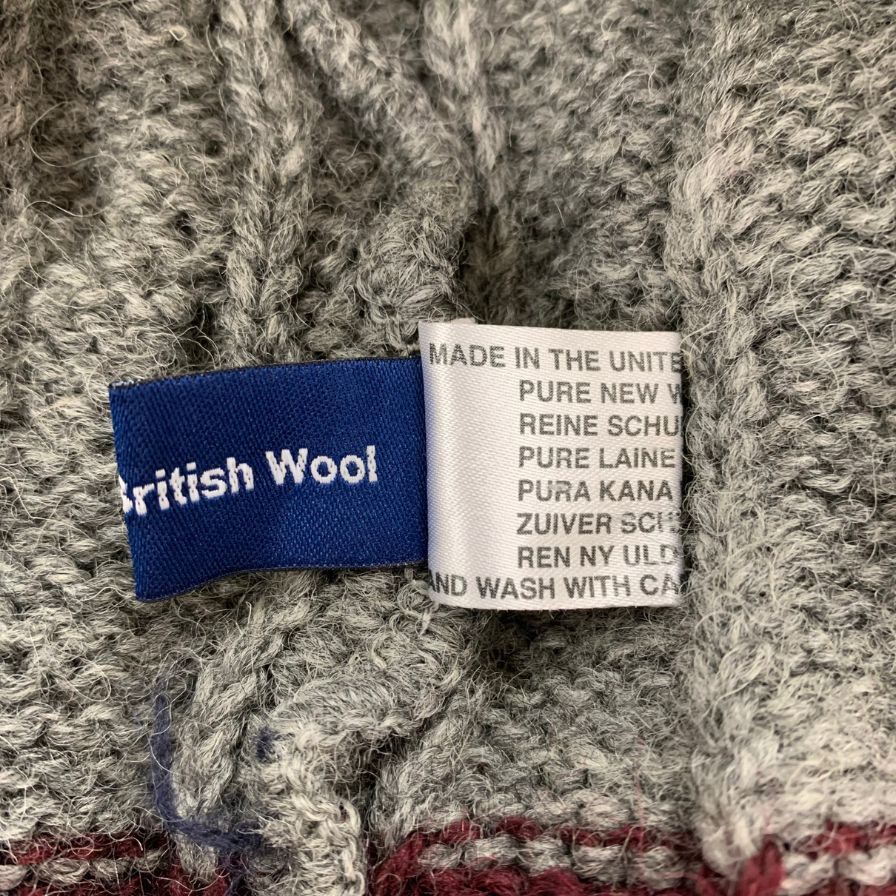 British Wool
MADE IN THE UNITE
PURE NEW W
REINE SCHU
PURE LAINE
PURA KANA
ZUIVER SCH
REN NY ULD
AND WASH WITH CA